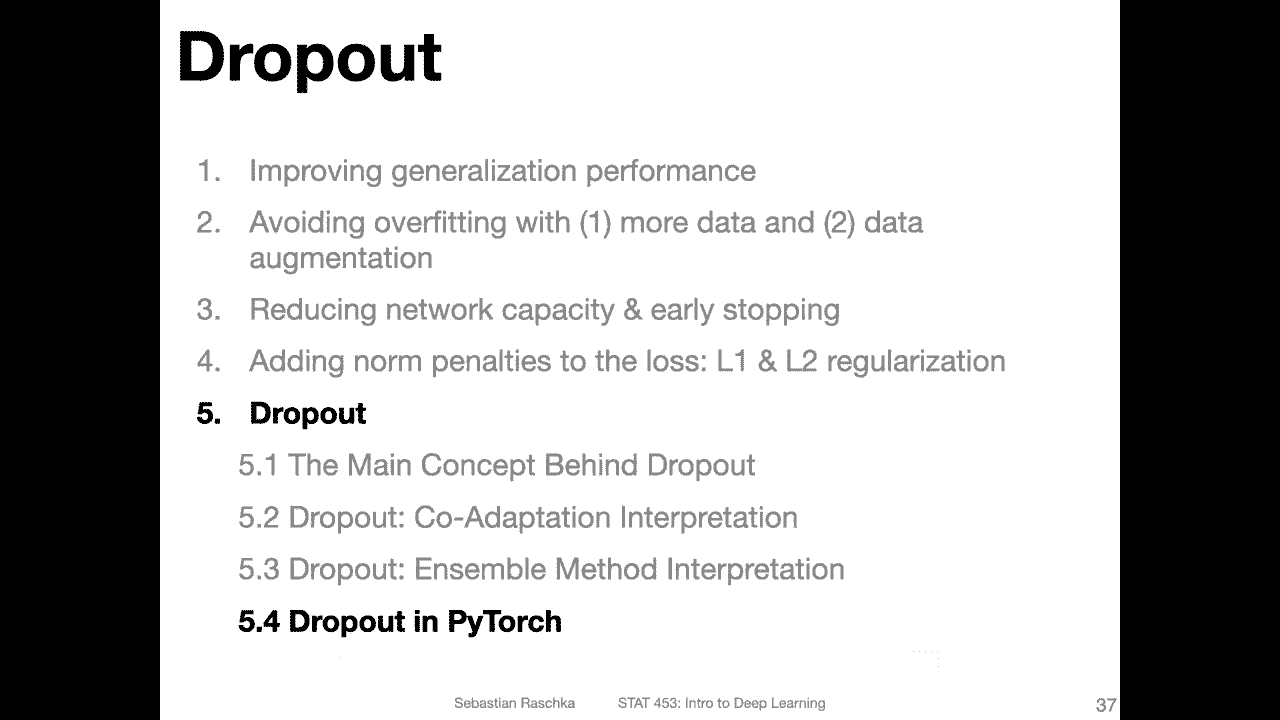 Dropout
1. Improving generalization performance
2. Avoiding overfitting with (1) more data and (2) data
augmentation
3. Reducing network capacity & early stopping
4. Adding norm penalties to the loss: L1 & L2 regularization
5. Dropout
5.1 The Main Concept Behind Dropout
5.2 Dropout: Co-Adaptation Interpretation
5.3 Dropout: Ensemble Method Interpretation
5.4 Dropout in PyTorch
Sebastian Raschka STAT 453: Intro to Deep Learning 37